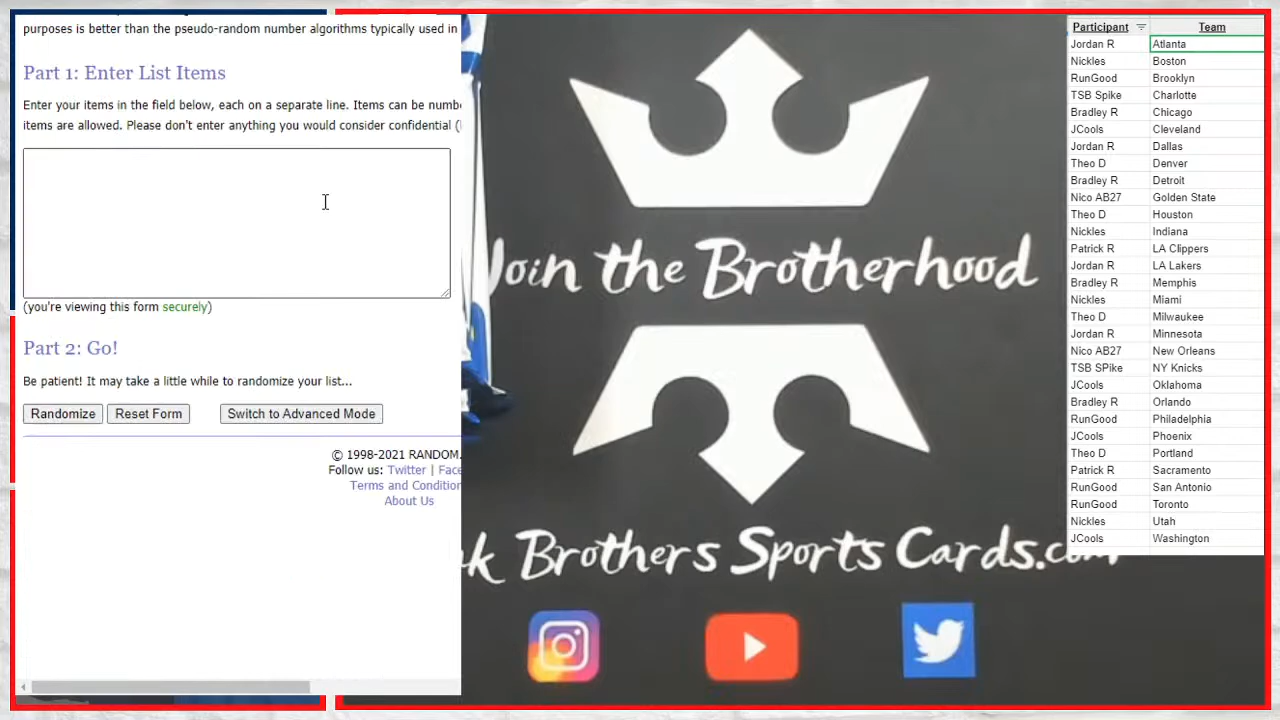 purposes is better than the pseudo-random number algorithms typically used in
Part 1: Enter List Items
Enter your items in the field below, each on a separate line. Items can be numb
items are allowed. Please don't enter anything you would consider confidential (
(you're viewing this form securely)
Part 2: Go!
Be patient! It may take a little while to randomize your list...
Randomize Reset Form Switch to Advanced Mode
© 1998-2021 RANDOM.
Follow us: Twitter | Face
Terms and Condition
About Us
Join the Brotherhood
k Brothers Sports Cards.com
Participant Team
Jordan R Atlanta
Nickles Boston
RunGood Brooklyn
TSB Spike Charlotte
Bradley R Chicago
JCools Cleveland
Jordan R Dallas
Theo D Denver
Bradley R Detroit
Nico AB27 Golden State
Theo D Houston
Nickles Indiana
Patrick R LA Clippers
Jordan R LA Lakers
Bradley R Memphis
Nickles Miami
Theo D Milwaukee
Jordan R Minnesota
Nico AB27 New Orleans
TSB SPike NY Knicks
JCools Oklahoma
Bradley R Orlando
RunGood Philadelphia
JCools Phoenix
Theo D Portland
Patrick R Sacramento
RunGood San Antonio
RunGood Toronto
Nickles Utah
JCools Washington